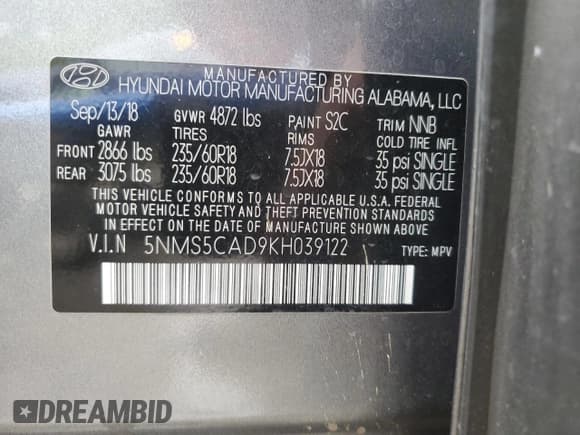 MANUFACTURED BY
HYUNDAI MOTOR MANUFACTURING ALABAMA, LLC
Sep/13/18 GVWR 4872 lbs PAINT S2C TRIM NNB
GAWR TIRES RIMS COLD TIRE INFL
FRONT 2866 lbs 235/60R18 7.5JX18 35 psi SINGLE
REAR 3075 lbs 235/60R18 7.5JX18 35 psi SINGLE
THIS VEHICLE CONFORMS TO ALL APPLICABLE U.S.A. FEDERAL
MOTOR VEHICLE SAFETY AND THEFT PREVENTION STANDARDS
IN EFFECT ON THE DATE OF MANUFACTURE SHOWN ABOVE.
V.I.N 5NMS5CAD9KH039122 TYPE: MPV
DREAMBID